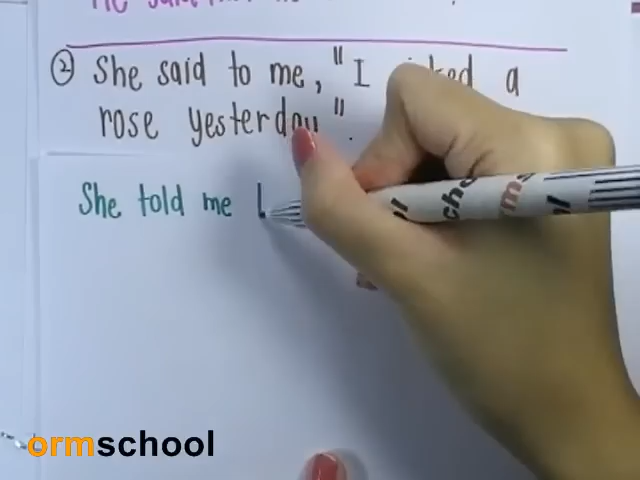 ② She said to me, "I a
rose yesterday".
She told me
ormschool